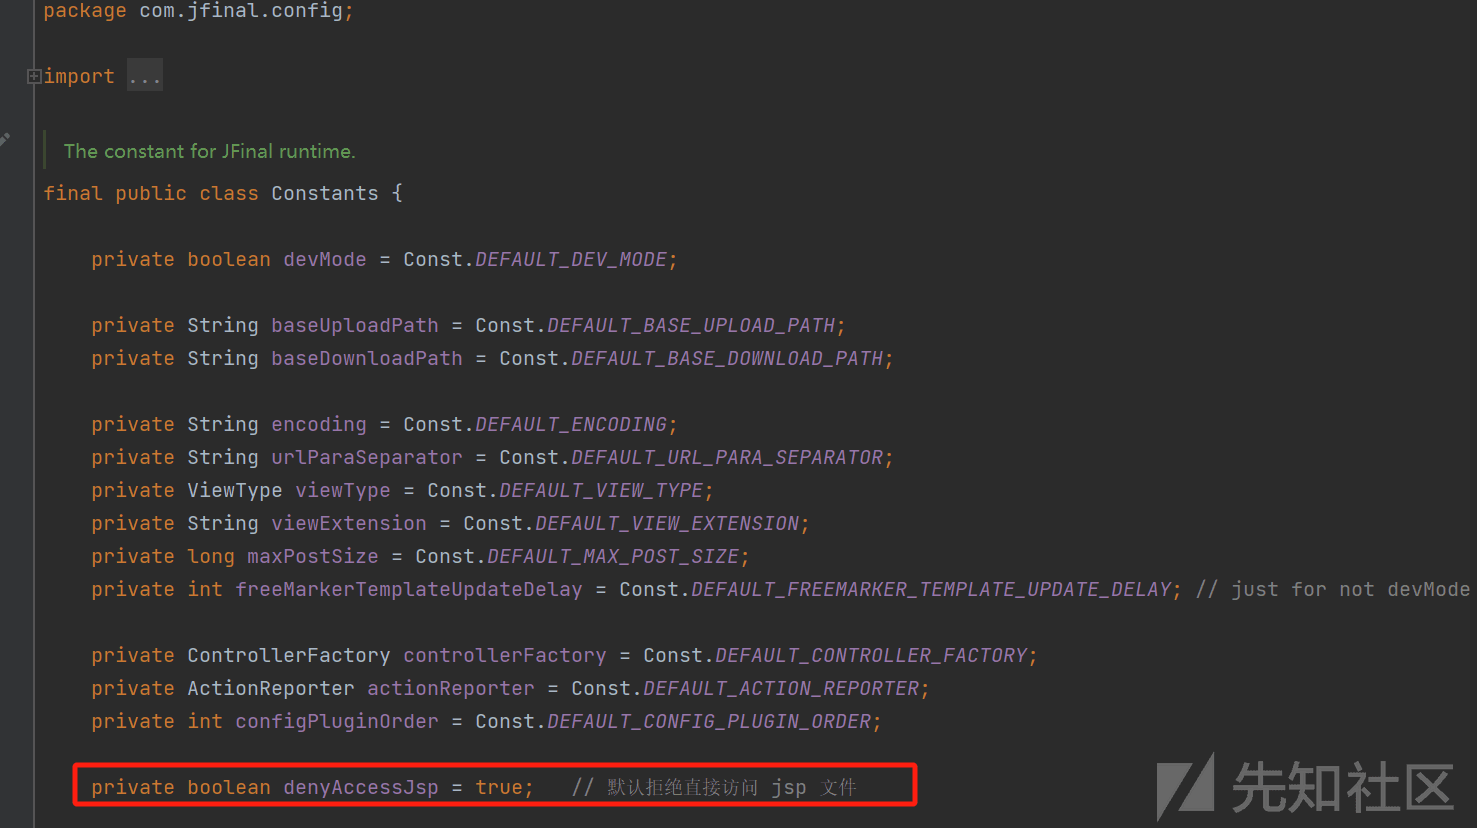 package com.jfinal.config;
import ...
The constant for JFinal runtime.
final public class Constants {
private boolean devMode = Const.DEFAULT_DEV_MODE;
private String baseUploadPath = Const.DEFAULT_BASE_UPLOAD_PATH;
private String baseDownloadPath = Const.DEFAULT_BASE_DOWNLOAD_PATH;
private String encoding = Const.DEFAULT_ENCODING;
private String urlParaSeparator = Const.DEFAULT_URL_PARA_SEPARATOR;
private ViewType viewType = Const.DEFAULT_VIEW_TYPE;
private String viewExtension = Const.DEFAULT_VIEW_EXTENSION;
private long maxPostSize = Const.DEFAULT_MAX_POST_SIZE;
private int freeMarkerTemplateUpdateDelay = Const.DEFAULT_FREEMARKER_TEMPLATE_UPDATE_DELAY; // just for not devMode
private ControllerFactory controllerFactory = Const.DEFAULT_CONTROLLER_FACTORY;
private ActionReporter actionReporter = Const.DEFAULT_ACTION_REPORTER;
private int configPluginOrder = Const.DEFAULT_CONFIG_PLUGIN_ORDER;
private boolean denyAccessJsp = true; // 默认拒绝直接访问 jsp 文件
先知社区